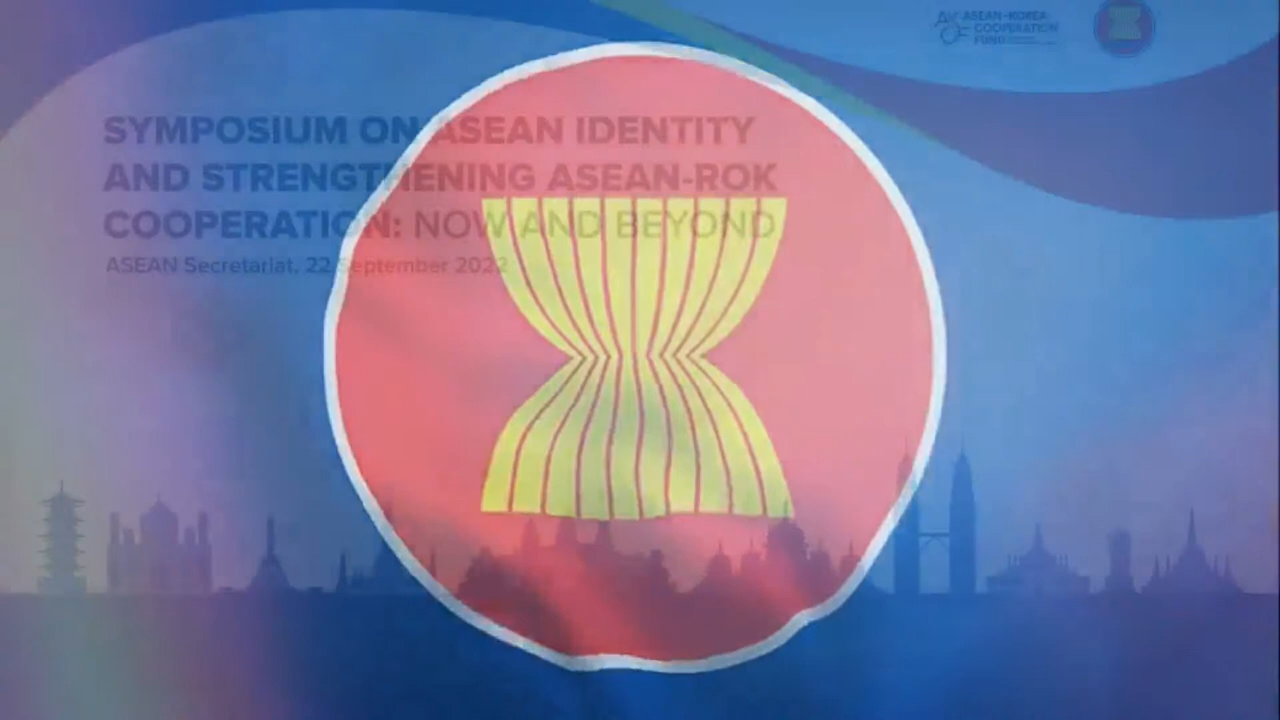 ASEAN-KOREA
COOPERATION
FUND
SYMPOSIUM ON ASEAN IDENTITY
AND STRENGTHENING ASEAN-ROK
COOPERATION: NOW AND BEYOND
ASEAN Secretariat, 22 September 2022